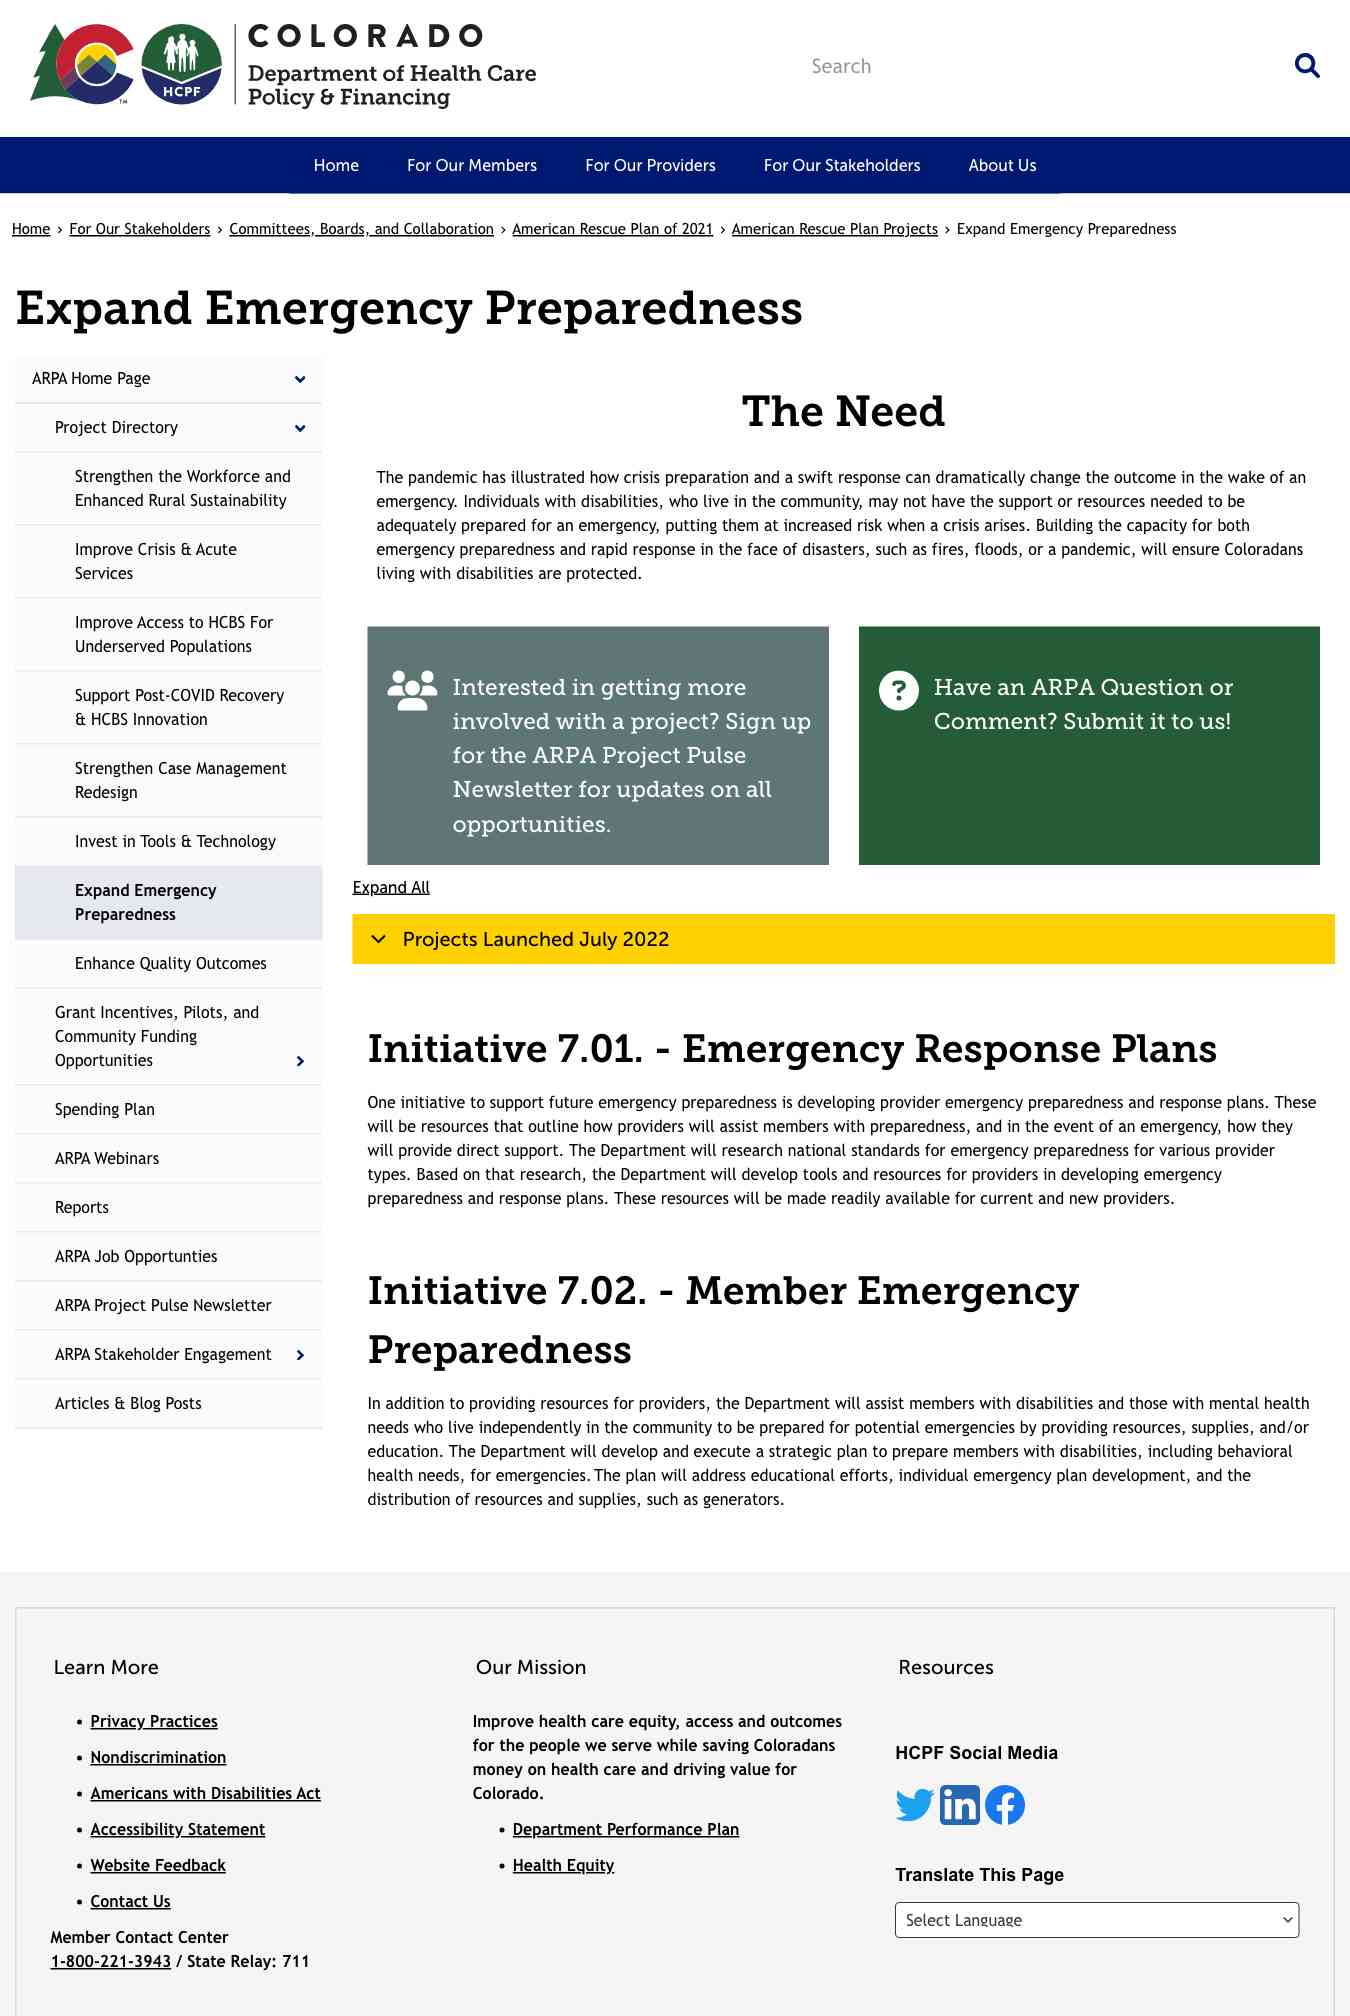 COLORADO
Department of Health Care
Policy & Financing
HCPF
TM
Search
Home
For Our Members
For Our Providers
For Our Stakeholders
About Us
Home › For Our Stakeholders › Committees, Boards, and Collaboration › American Rescue Plan of 2021 › American Rescue Plan Projects › Expand Emergency Preparedness
Expand Emergency Preparedness
ARPA Home Page
Project Directory
Strengthen the Workforce and
Enhanced Rural Sustainability
Improve Crisis & Acute
Services
Improve Access to HCBS For
Underserved Populations
Support Post-COVID Recovery
& HCBS Innovation
Strengthen Case Management
Redesign
Invest in Tools & Technology
Expand Emergency
Preparedness
Enhance Quality Outcomes
Grant Incentives, Pilots, and
Community Funding
Opportunities
Spending Plan
ARPA Webinars
Reports
ARPA Job Opportunties
ARPA Project Pulse Newsletter
ARPA Stakeholder Engagement
Articles & Blog Posts
The Need
The pandemic has illustrated how crisis preparation and a swift response can dramatically change the outcome in the wake of an
emergency. Individuals with disabilities, who live in the community, may not have the support or resources needed to be
adequately prepared for an emergency, putting them at increased risk when a crisis arises. Building the capacity for both
emergency preparedness and rapid response in the face of disasters, such as fires, floods, or a pandemic, will ensure Coloradans
living with disabilities are protected.
Interested in getting more
involved with a project? Sign up
for the ARPA Project Pulse
Newsletter for updates on all
opportunities.
Have an ARPA Question or
Comment? Submit it to us!
Expand All
Projects Launched July 2022
Initiative 7.01. - Emergency Response Plans
One initiative to support future emergency preparedness is developing provider emergency preparedness and response plans. These
will be resources that outline how providers will assist members with preparedness, and in the event of an emergency, how they
will provide direct support. The Department will research national standards for emergency preparedness for various provider
types. Based on that research, the Department will develop tools and resources for providers in developing emergency
preparedness and response plans. These resources will be made readily available for current and new providers.
Initiative 7.02. - Member Emergency
Preparedness
In addition to providing resources for providers, the Department will assist members with disabilities and those with mental health
needs who live independently in the community to be prepared for potential emergencies by providing resources, supplies, and/or
education. The Department will develop and execute a strategic plan to prepare members with disabilities, including behavioral
health needs, for emergencies. The plan will address educational efforts, individual emergency plan development, and the
distribution of resources and supplies, such as generators.
Learn More
• Privacy Practices
• Nondiscrimination
• Americans with Disabilities Act
• Accessibility Statement
• Website Feedback
• Contact Us
Member Contact Center
1-800-221-3943 / State Relay: 711
Our Mission
Improve health care equity, access and outcomes
for the people we serve while saving Coloradans
money on health care and driving value for
Colorado.
• Department Performance Plan
• Health Equity
Resources
HCPF Social Media
Translate This Page
Select Language